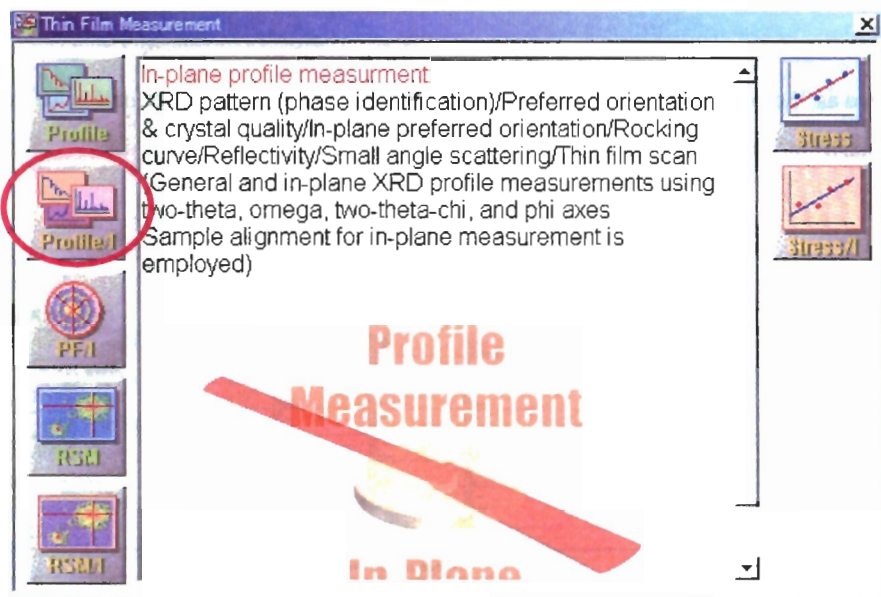 Thin Film Measurement
Profile
Profile/I
PF/I
RSM
RSM/I
In-plane profile measurment
XRD pattern (phase identification)/Preferred orientation
& crystal quality/In-plane preferred orientation/Rocking
curve/Reflectivity/Small angle scattering/Thin film scan
(General and in-plane XRD profile measurements using
two-theta, omega, two-theta-chi, and phi axes
Sample alignment for in-plane measurement is
employed)
Profile
Measurement
In Plane
Stress
Stress/I